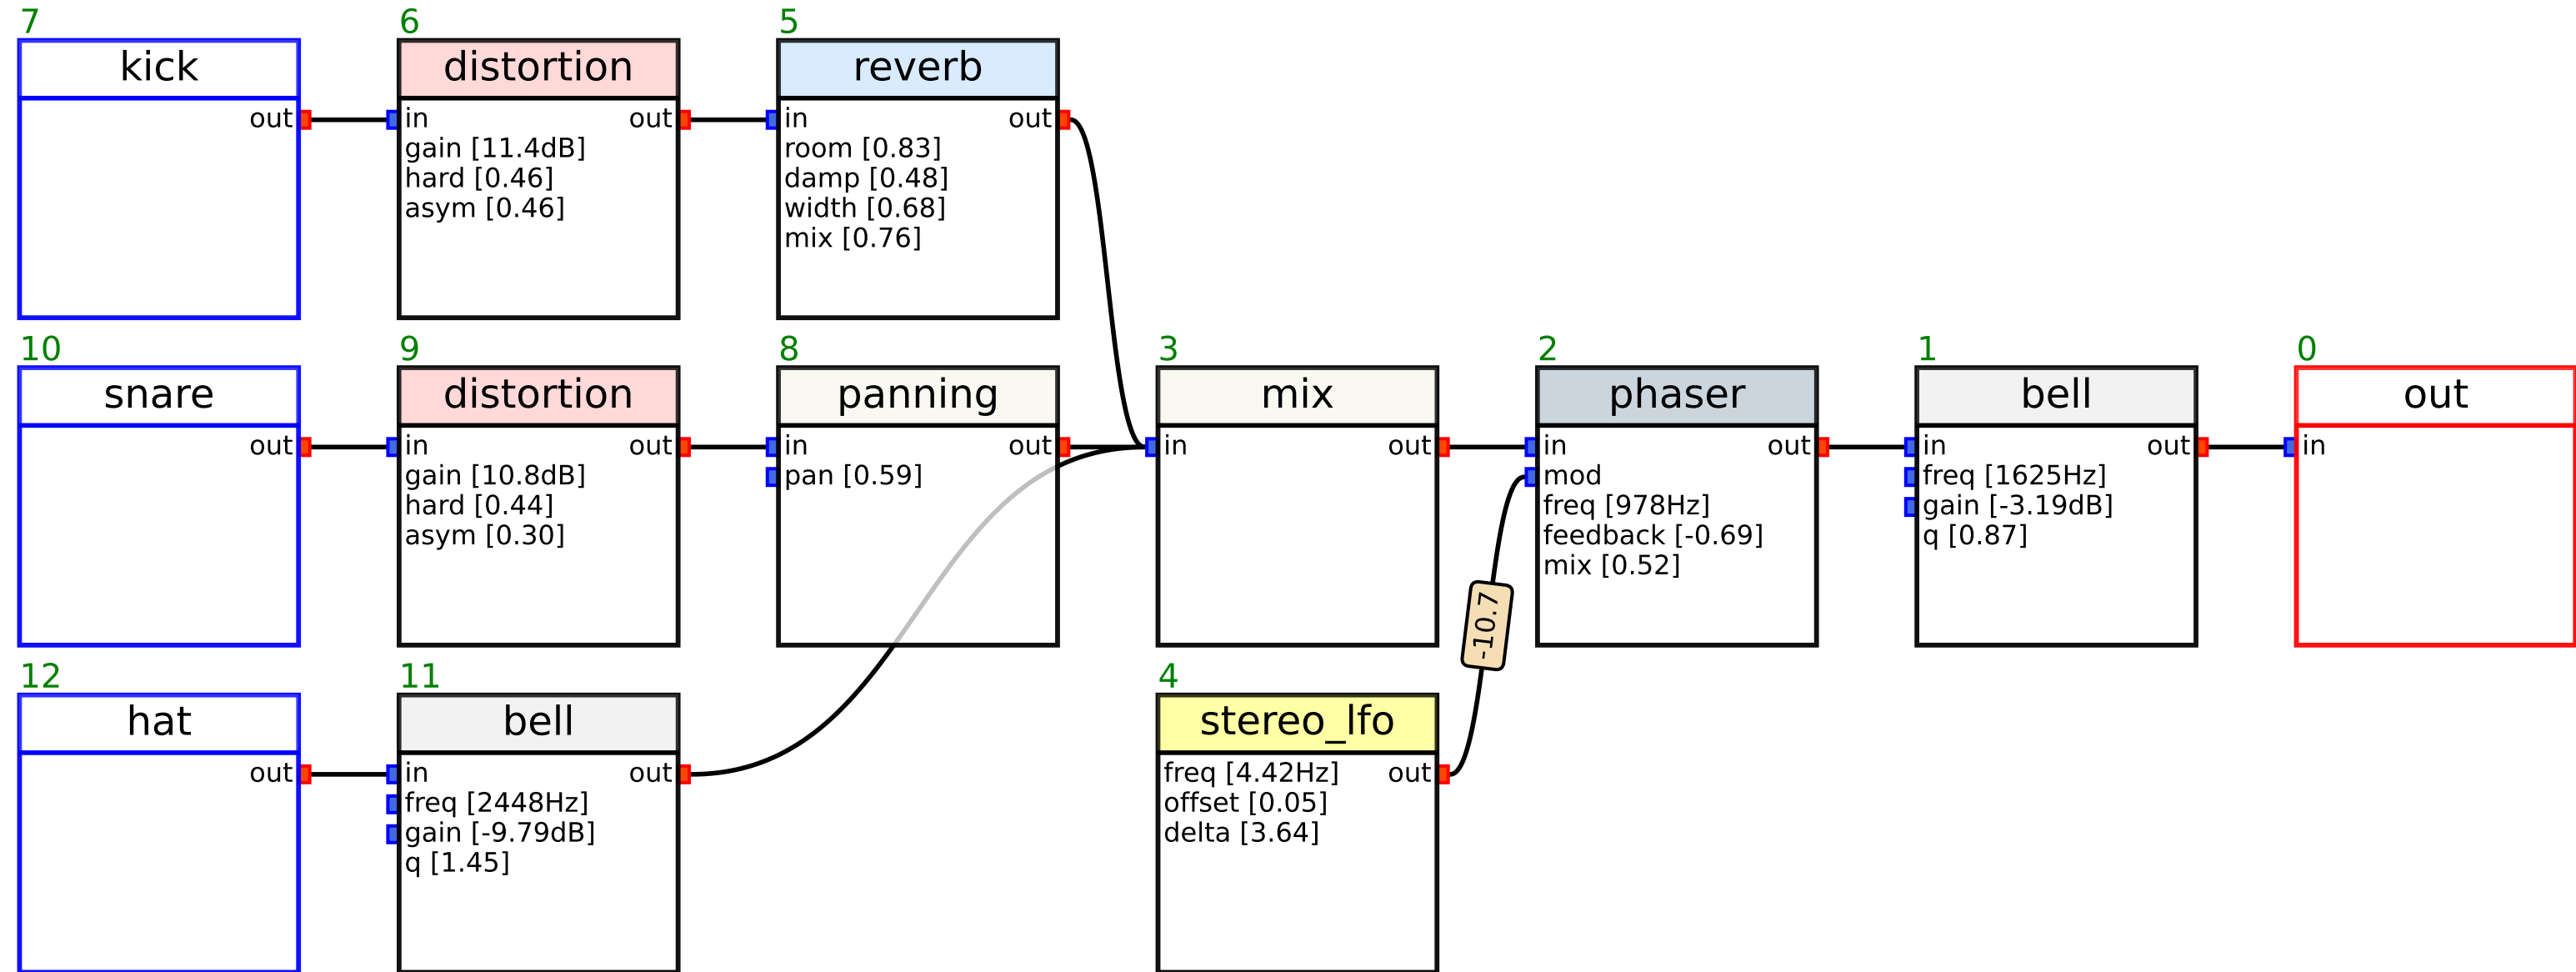 7
kick
out
6
distortion
in out
gain [11.4dB]
hard [0.46]
asym [0.46]
5
reverb
in out
room [0.83]
damp [0.48]
width [0.68]
mix [0.76]
10
snare
out
9
distortion
in out
gain [10.8dB]
hard [0.44]
asym [0.30]
8
panning
in out
pan [0.59]
3
mix
in out
2
phaser
in out
mod
freq [978Hz]
feedback [-0.69]
mix [0.52]
1
bell
in out
freq [1625Hz]
gain [-3.19dB]
q [0.87]
0
out
in
-10.7
12
hat
out
11
bell
in out
freq [2448Hz]
gain [-9.79dB]
q [1.45]
4
stereo_lfo
freq [4.42Hz] out
offset [0.05]
delta [3.64]